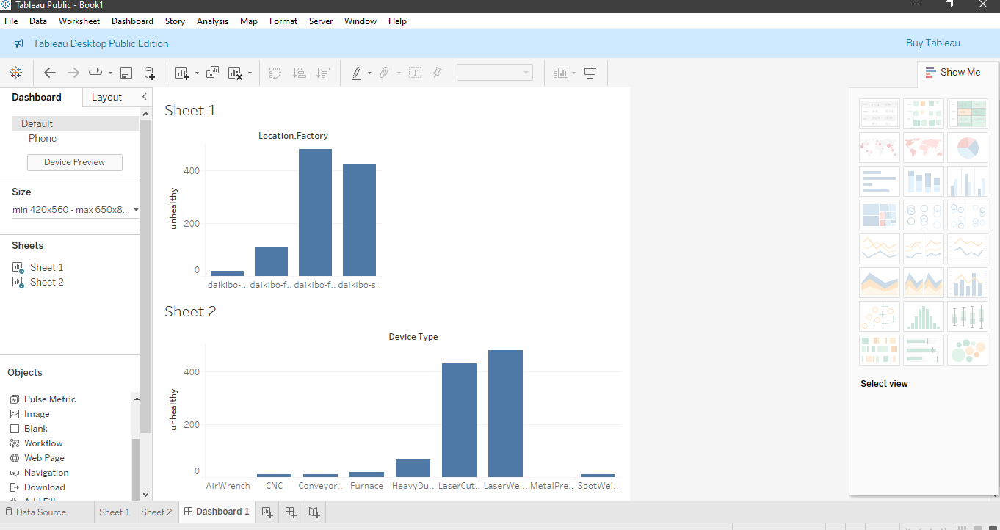 Tableau Public - Book1
File Data Worksheet Dashboard Story Analysis Map Format Server Window Help
Tableau Desktop Public Edition
Buy Tableau
Show Me
Dashboard Layout
Default
Phone
Device Preview
Size
min 420x560 - max 650x8...
Sheets
Sheet 1
Sheet 2
Objects
Pulse Metric
Image
Blank
Workflow
Web Page
Navigation
Download
Sheet 1
Location.Factory
unhealthy
400
200
0
daikibo-.. daikibo-f.. daikibo-f.. daikibo-s..
Sheet 2
Device Type
unhealthy
400
200
0
AirWrench CNC Conveyor.. Furnace HeavyDu.. LaserCut.. LaserWel.. MetalPre.. SpotWel..
Select view
Data Source Sheet 1 Sheet 2 Dashboard 1